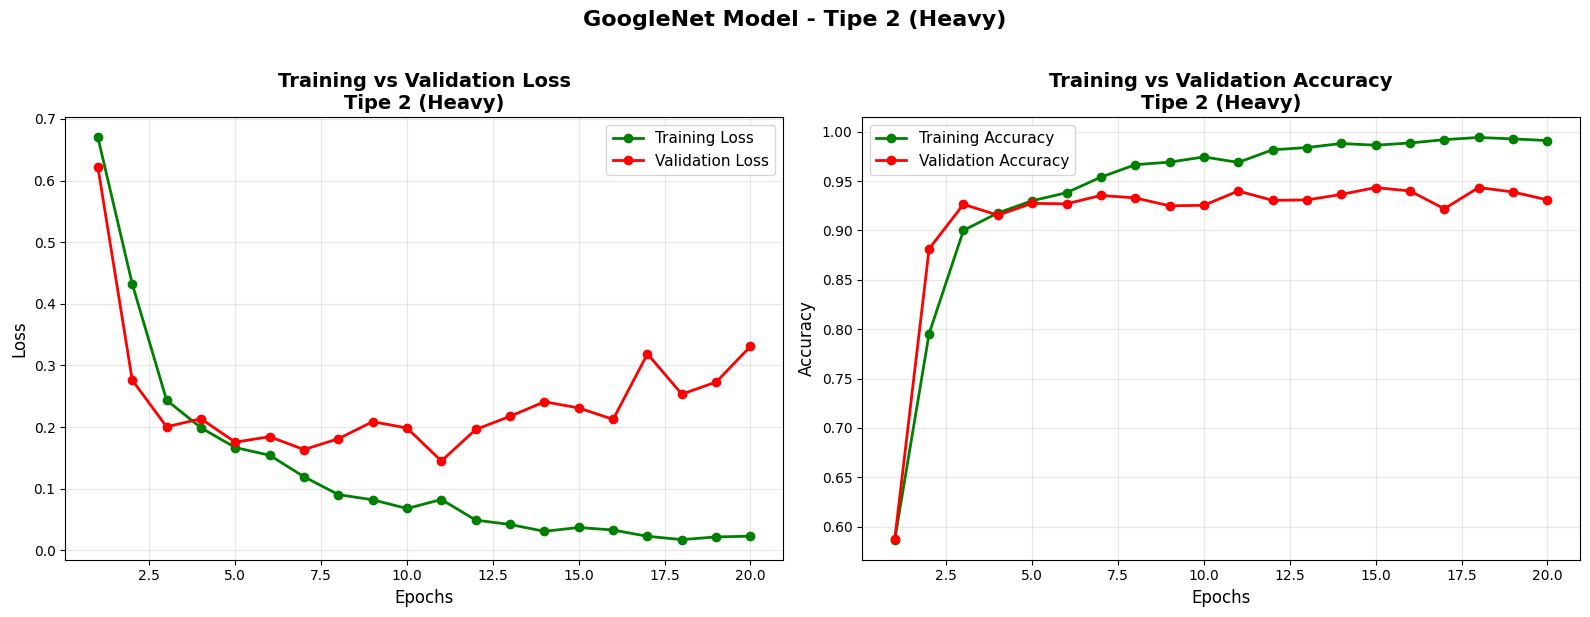 GoogleNet Model - Tipe 2 (Heavy)
Training vs Validation Loss
Tipe 2 (Heavy)
Training Loss
Validation Loss
Loss
0.7
0.6
0.5
0.4
0.3
0.2
0.1
0.0
2.5 5.0 7.5 10.0 12.5 15.0 17.5 20.0
Epochs
Training vs Validation Accuracy
Tipe 2 (Heavy)
Training Accuracy
Validation Accuracy
Accuracy
1.00
0.95
0.90
0.85
0.80
0.75
0.70
0.65
0.60
2.5 5.0 7.5 10.0 12.5 15.0 17.5 20.0
Epochs